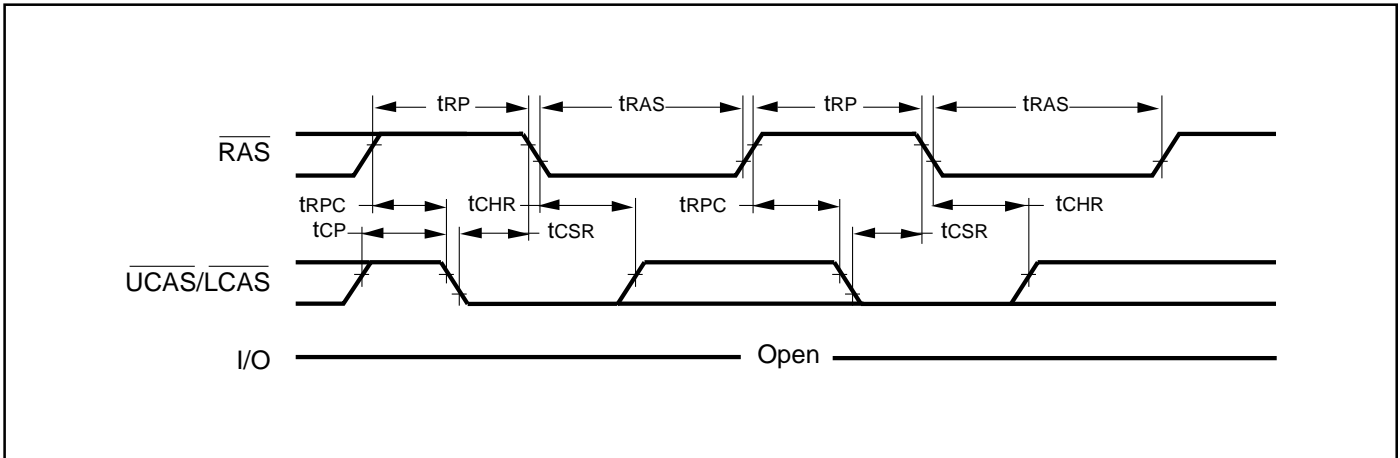 tRP tRAS tRP tRAS
RAS
tRPC tCHR tRPC tCHR
tCP tCSR tCSR
UCAS/LCAS
I/O Open